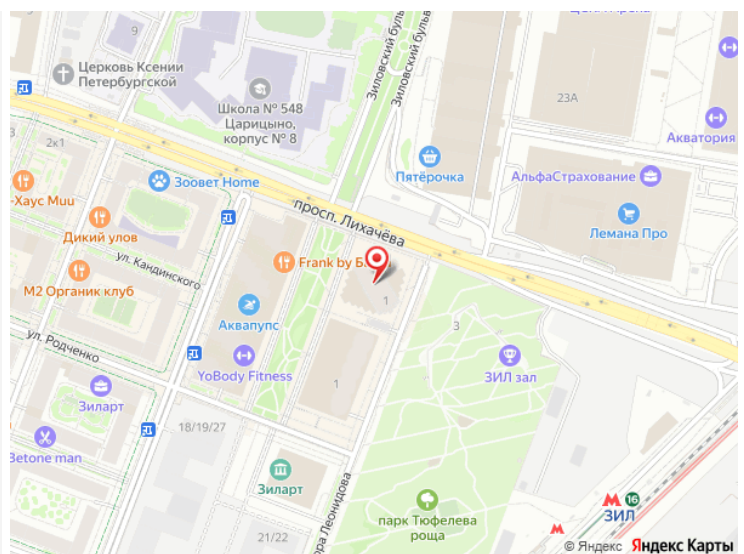 9
Церковь Ксении
Петербургской
Школа № 548
Царицыно,
корпус № 8
Зиловский буль
Зиловский бульв
23А
Акватория
2к1
Зоовет Home
Пятёрочка
АльфаСтрахование
-Хаус Muu
просп. Лихачёва
Лемана Про
Дикий улов
ул. Кандинского
Frank by Б
М2 Органик клуб
1
Аквапупс
3
ул. Родченко
ЗИЛ зал
YoBody Fitness
1
Зиларт
18/19/27
Betone man
Зиларт
ора Леонидова
парк Тюфелева
роща
16
ЗИЛ
21/22
© Яндекс Яндекс Карты